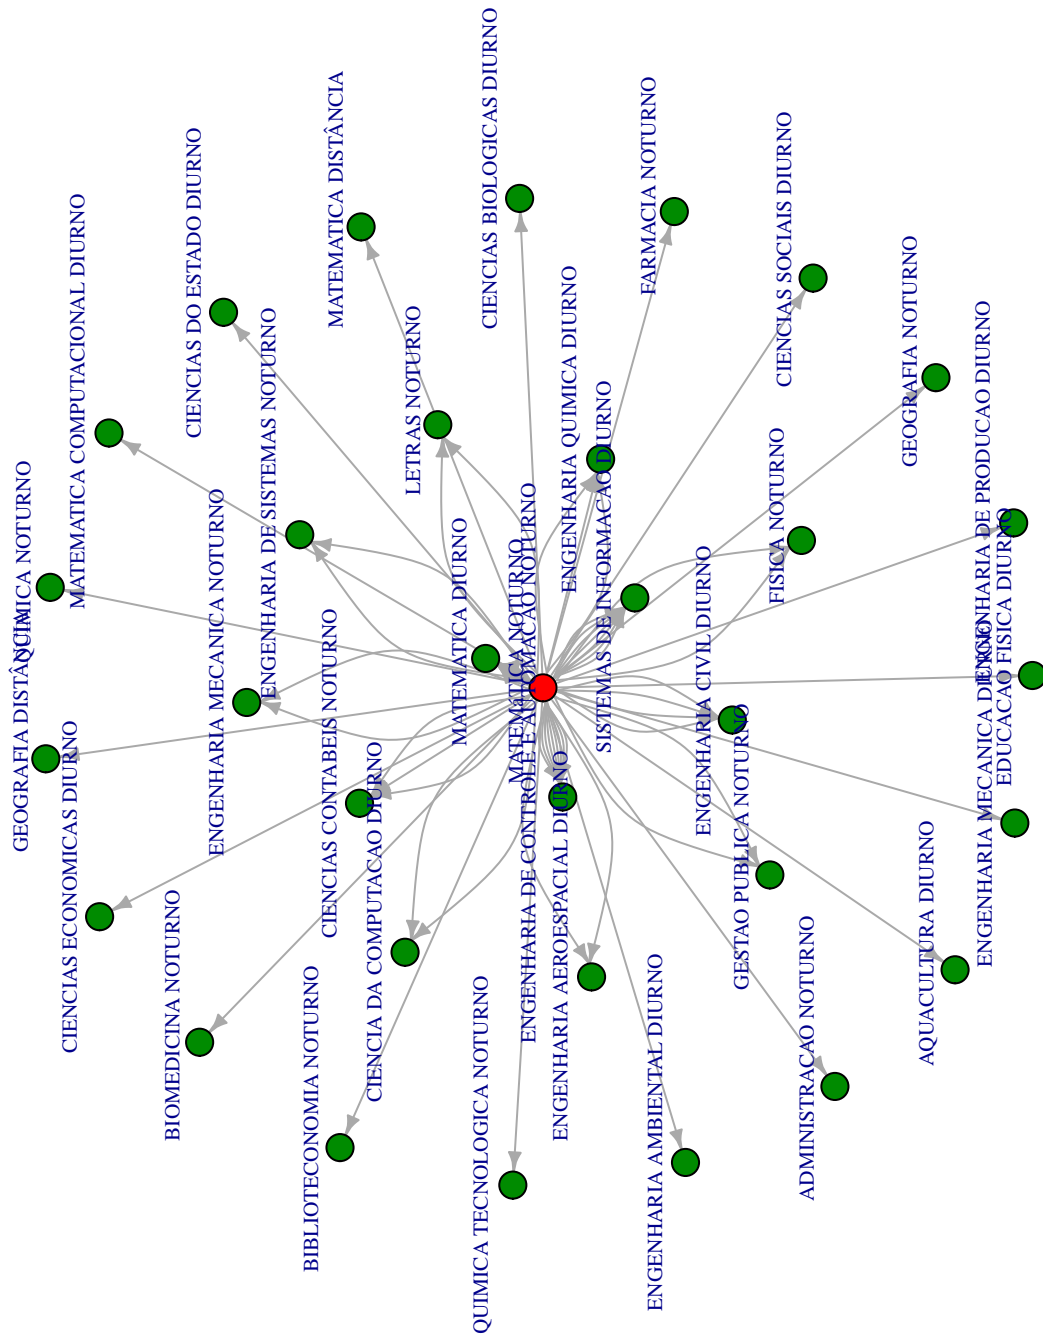 CIENCIAS BIOLOGICAS DIURNO
MATEMATICA DISTÂNCIA
FARMACIA NOTURNO
CIENCIAS SOCIAIS DIURNO
CIENCIAS DO ESTADO DIURNO
MATEMATICA COMPUTACIONAL DIURNO
GEOGRAFIA NOTURNO
ENGENHARIA QUIMICA DIURNO
ENGENHARIA DE PRODUCAO DIURNO
LETRAS NOTURNO
ENGENHARIA DE SISTEMAS NOTURNO
SISTEMAS DE INFORMACAO DIURNO
FISICA NOTURNO
QUIMICA NOTURNO
ENGENHARIA DE CONTROLE E AUTOMACAO NOTURNO
ENGENHARIA MECANICA NOTURNO
EDUCACAO FISICA DIURNO
MATEMATICA DIURNO
MATEMATICA NOTURNO
ENGENHARIA CIVIL DIURNO
CIENCIAS CONTABEIS NOTURNO
GEOGRAFIA DISTÂNCIA
ENGENHARIA MECANICA DIURNO
GESTAO PUBLICA NOTURNO
CIENCIAS ECONOMICAS DIURNO
CIENCIA DA COMPUTACAO DIURNO
ENGENHARIA AEROESPACIAL DIURNO
AQUACULTURA DIURNO
BIOMEDICINA NOTURNO
ADMINISTRACAO NOTURNO
ENGENHARIA AMBIENTAL DIURNO
BIBLIOTECONOMIA NOTURNO
QUIMICA TECNOLOGICA NOTURNO